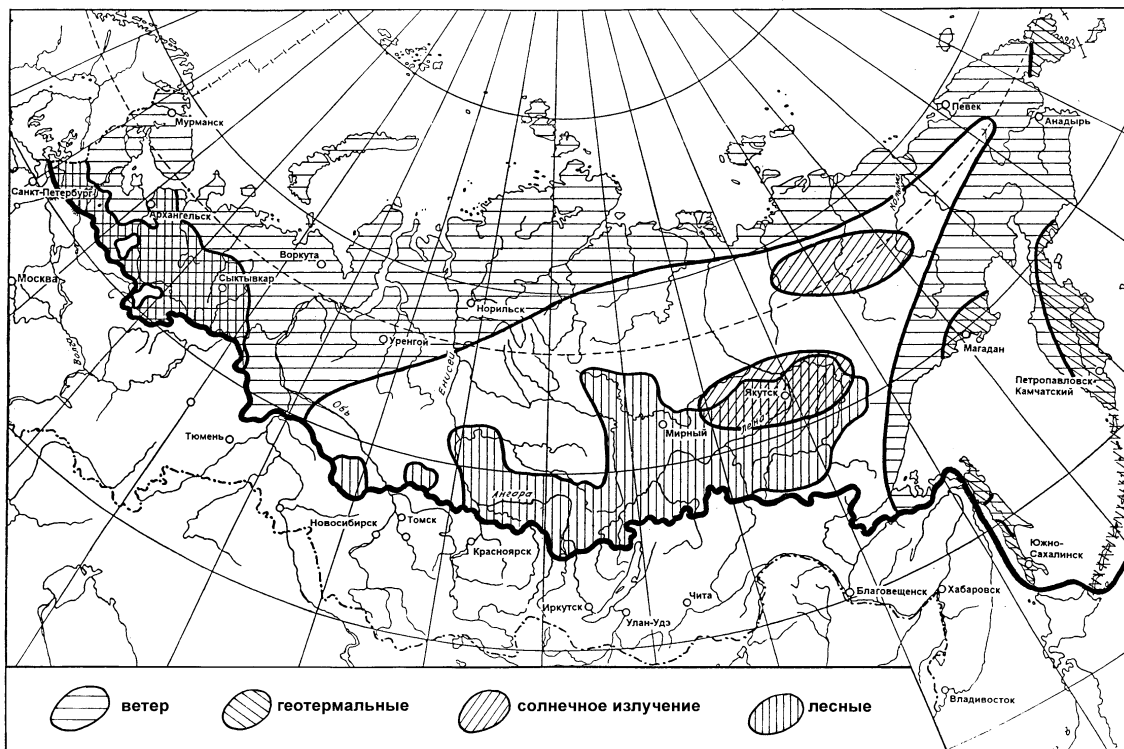 Певек
Анадырь
Мурманск
Колыма
Санкт-Петербург
Архангельск
Воркута
Сыктывкар
Москва
Норильск
Уренгой
Магадан
Волга
Енисей
Петропавловск-
Камчатский
Якутск
Обь
Лена
Мирный
Тюмень
Ангара
Новосибирск
Томск
Красноярск
Южно-
Сахалинск
Иркутск
Чита
Улан-Удэ
Благовещенск
Хабаровск
Владивосток
ветер
геотермальные
солнечное излучение
лесные